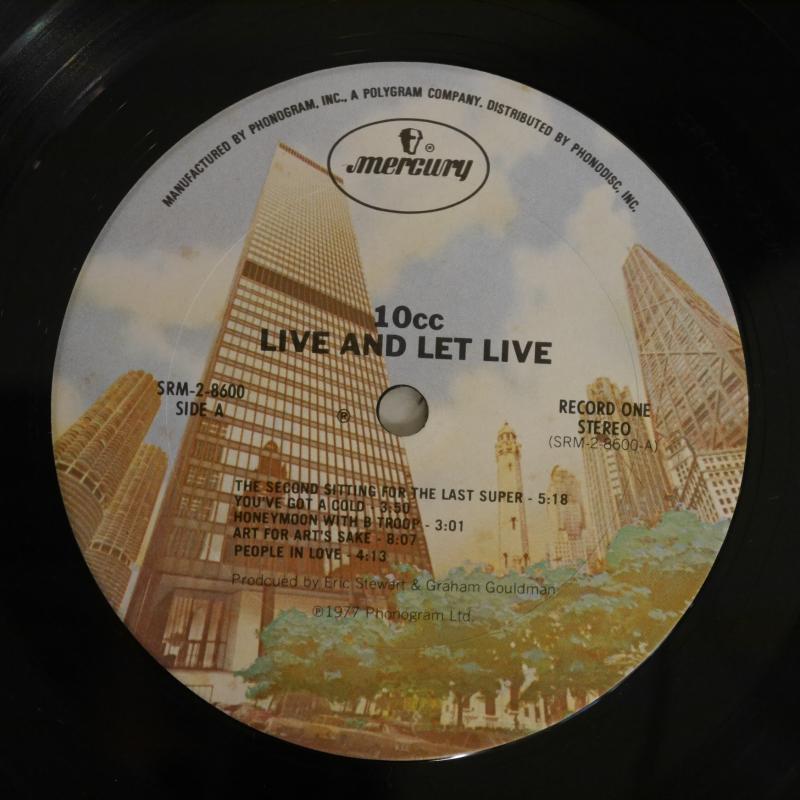 MANUFACTURED BY PHONOGRAM, INC., A POLYGRAM COMPANY. DISTRIBUTED BY PHONODISC, INC.
®
mercury
10cc
LIVE AND LET LIVE
SRM-2-8600
SIDE A
℗
RECORD ONE
STEREO
(SRM-2-8600-A)
THE SECOND SITTING FOR THE LAST SUPER - 5:18
YOU'VE GOT A COLD - 3:50
HONEYMOON WITH B TROOP - 3:01
ART FOR ART'S SAKE - 8:07
PEOPLE IN LOVE - 4:13
Prodcued by Eric Stewart & Graham Gouldman
℗1977 Phonogram Ltd.